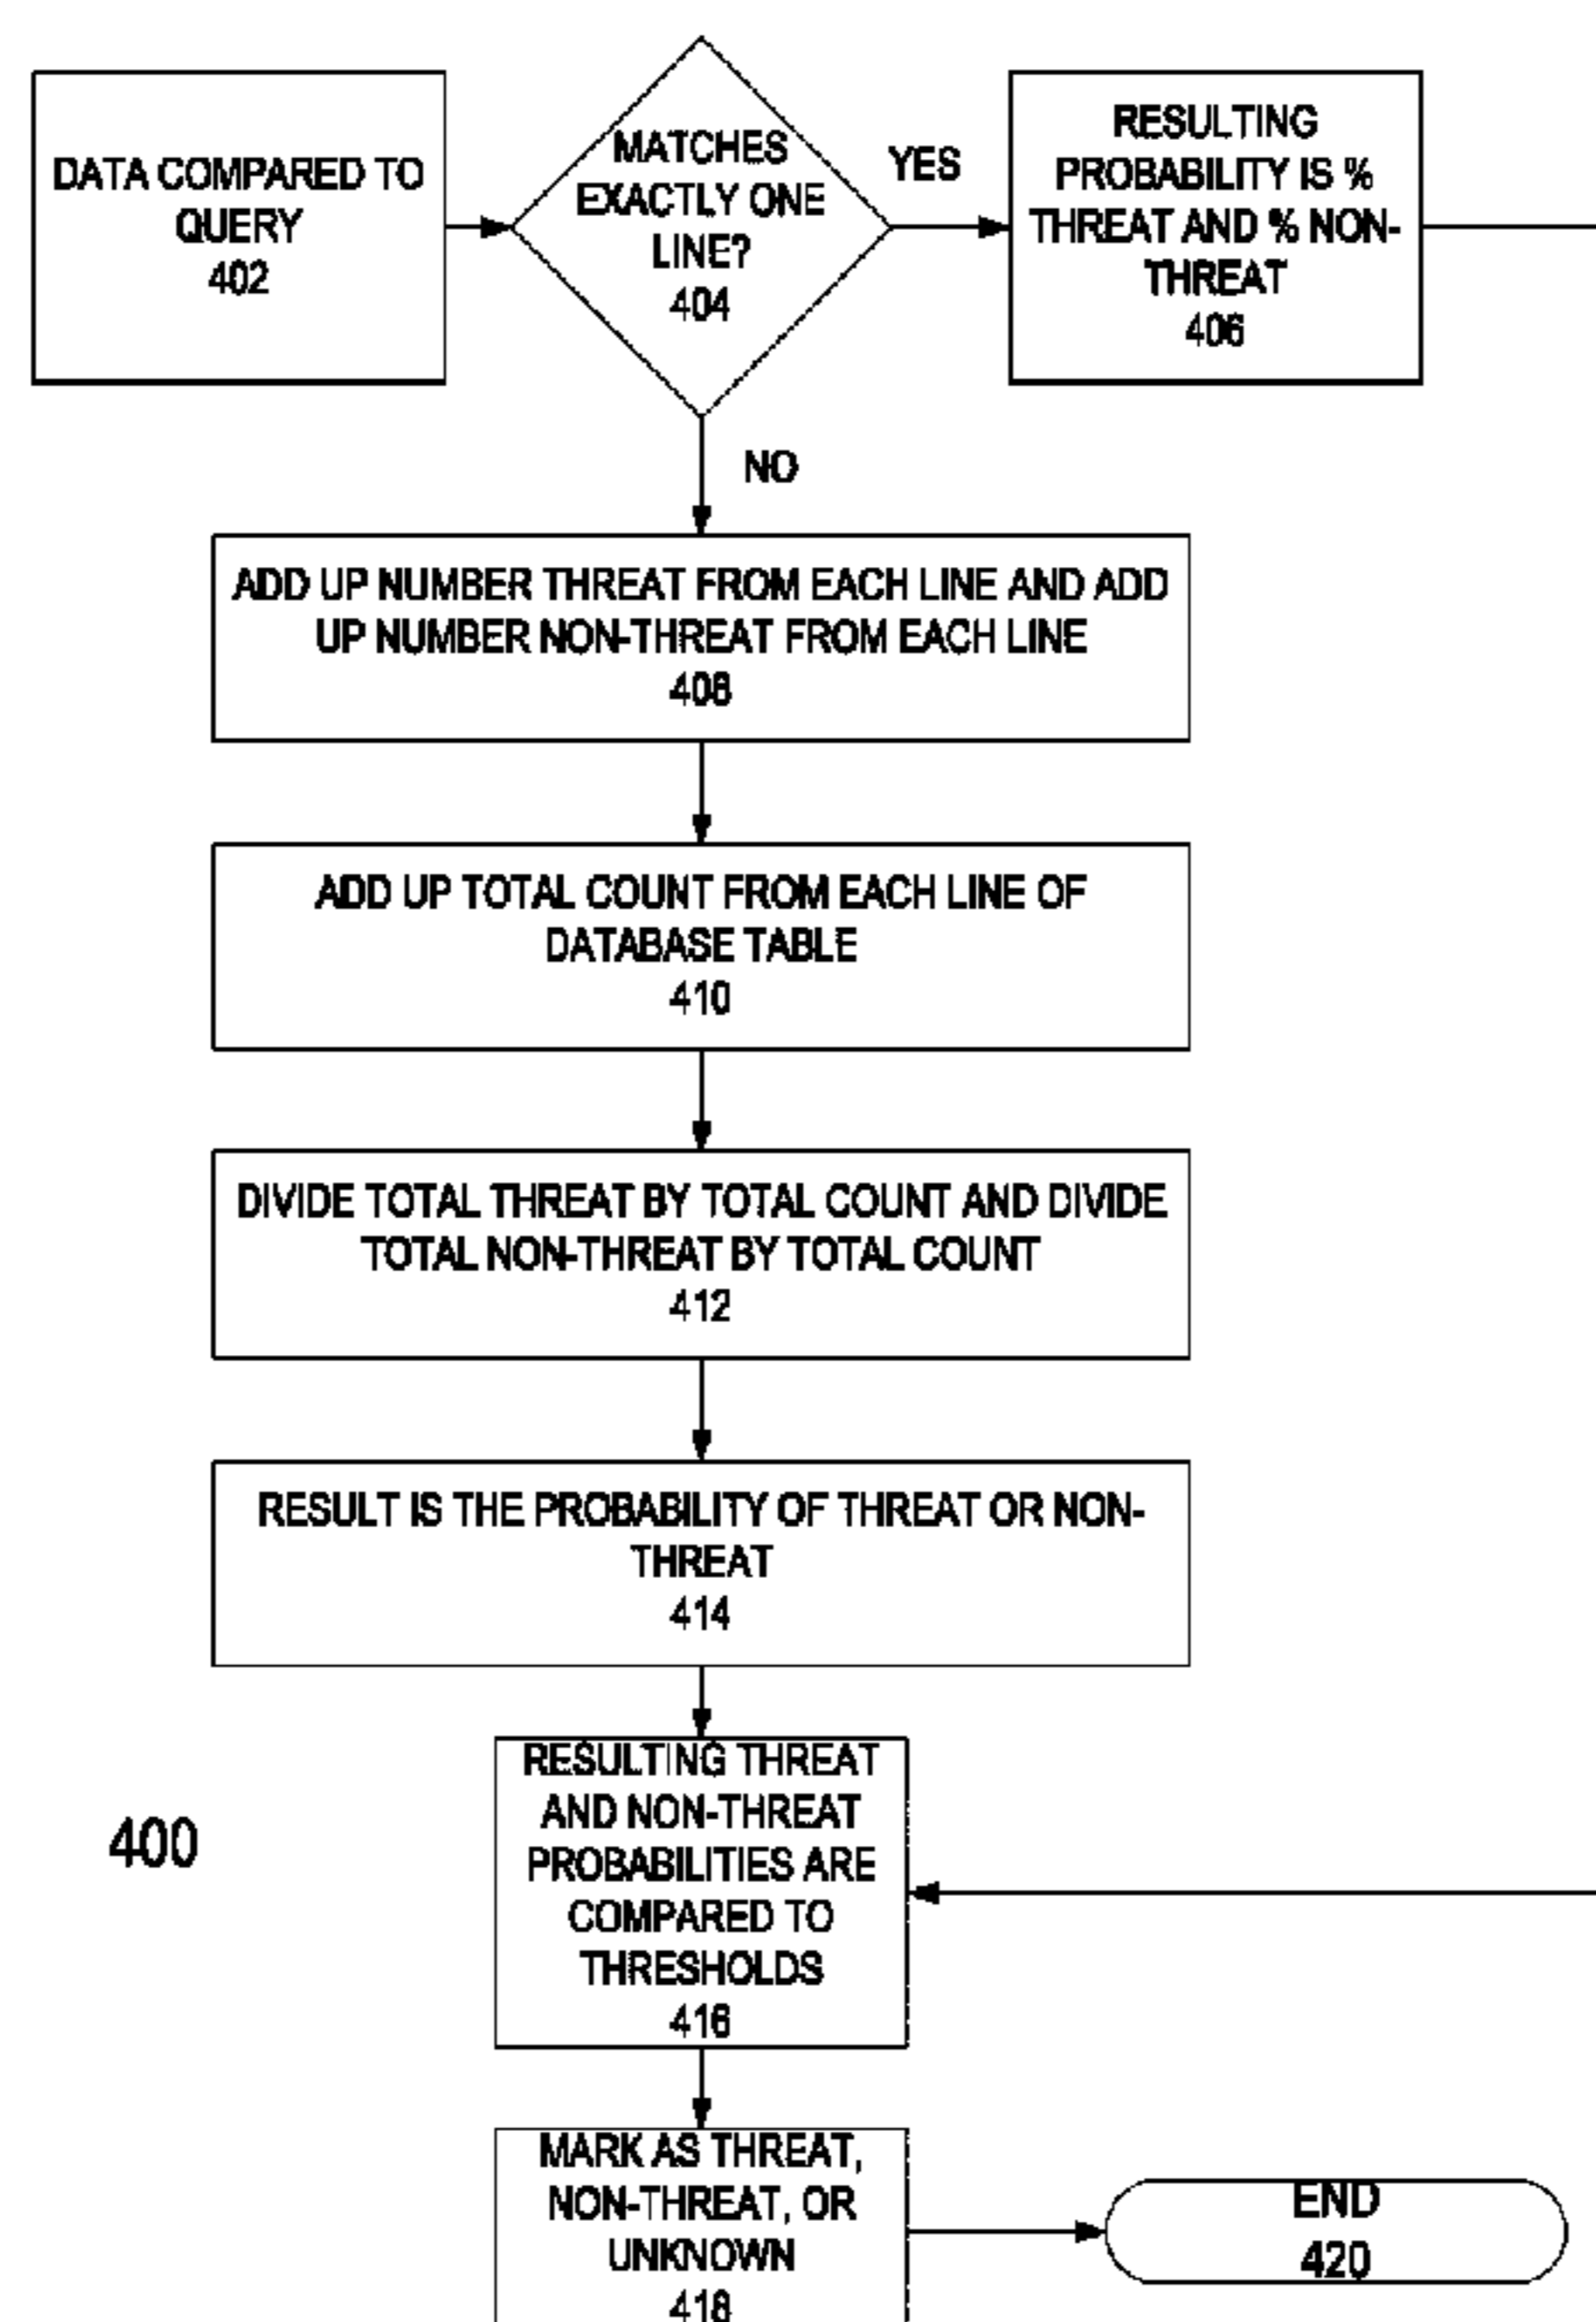 DATA COMPARED TO
QUERY
402
MATCHES
EXACTLY ONE
LINE?
404
YES
RESULTING
PROBABILITY IS %
THREAT AND % NON-
THREAT
406
NO
ADD UP NUMBER THREAT FROM EACH LINE AND ADD
UP NUMBER NON-THREAT FROM EACH LINE
408
ADD UP TOTAL COUNT FROM EACH LINE OF
DATABASE TABLE
410
DIVIDE TOTAL THREAT BY TOTAL COUNT AND DIVIDE
TOTAL NON-THREAT BY TOTAL COUNT
412
RESULT IS THE PROBABILITY OF THREAT OR NON-
THREAT
414
RESULTING THREAT
AND NON-THREAT
PROBABILITIES ARE
COMPARED TO
THRESHOLDS
416
400
MARK AS THREAT,
NON-THREAT, OR
UNKNOWN
418
END
420